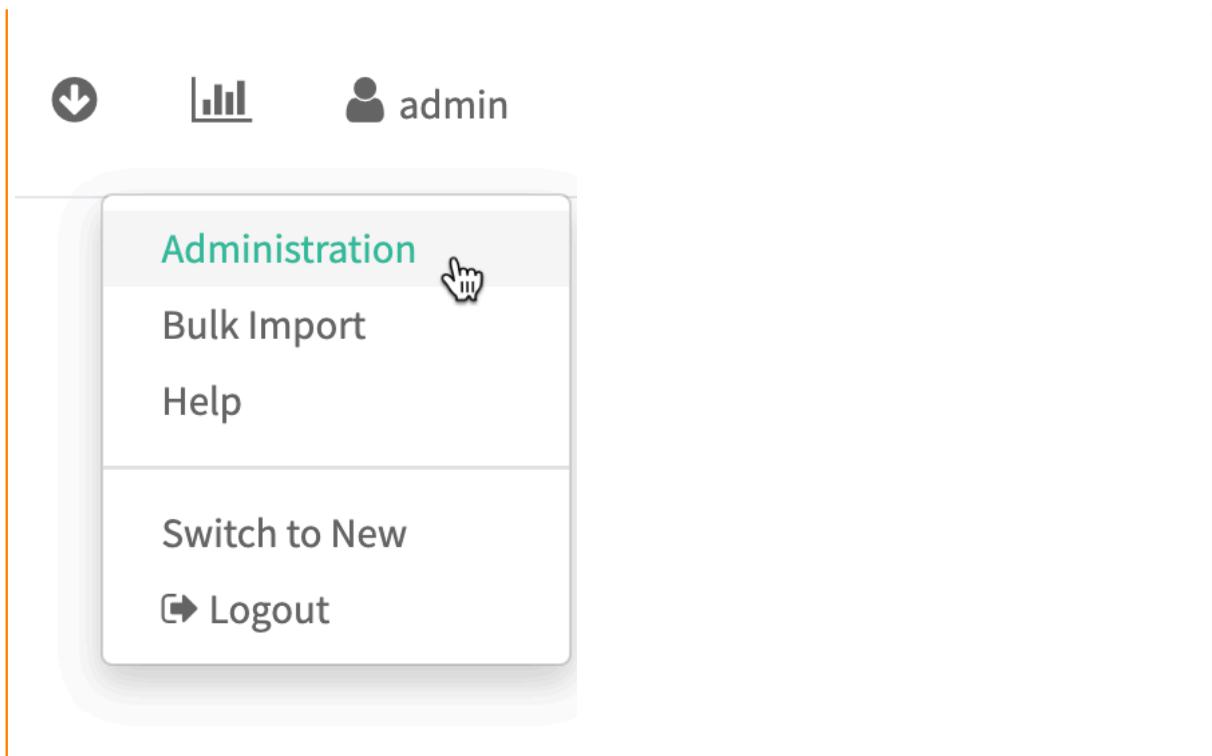 admin
Administration
Bulk Import
Help
Switch to New
Logout